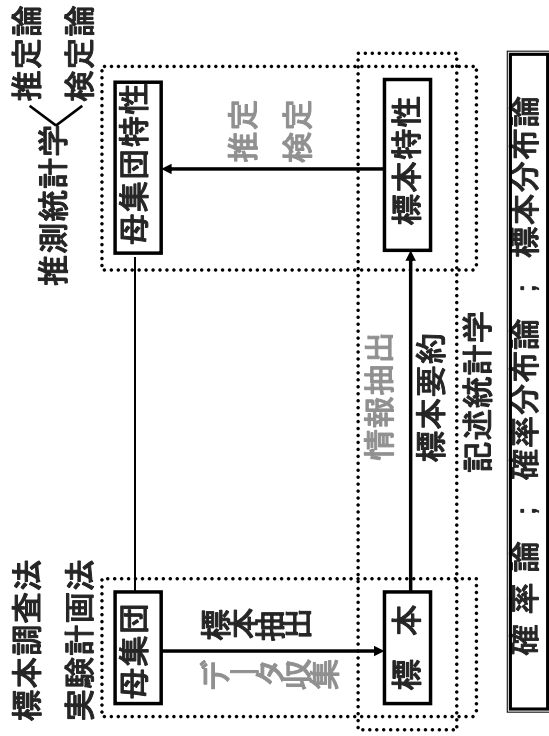 標本調査法
実験計画法
推測統計学
推定論
検定論
母集団
母集団特性
標本抽出
データ収集
推定
検定
情報抽出
標本要約
標 本
標本特性
記述統計学
確 率 論 ; 確 率 分 布 論 ; 標 本 分 布 論